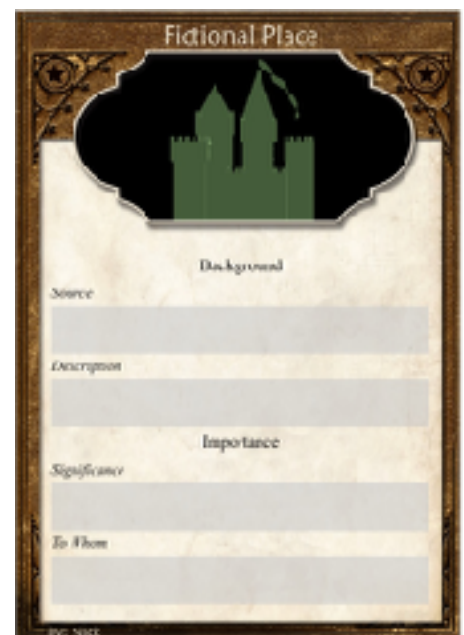 Fictional Place
Background
Source
Description
Importance
Significance
To Whom